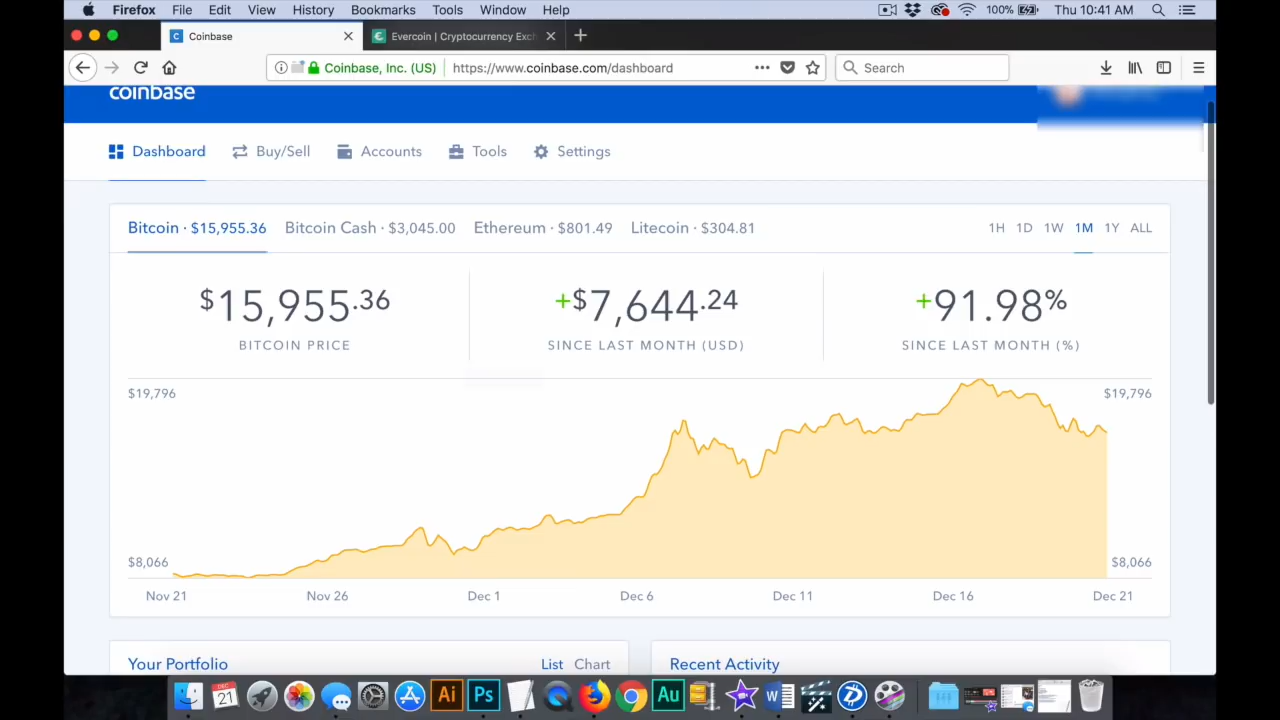 Firefox File Edit View History Bookmarks Tools Window Help 100% Thu 10:41 AM
Coinbase Evercoin | Cryptocurrency Exch
Coinbase, Inc. (US) https://www.coinbase.com/dashboard Search
coinbase
Dashboard Buy/Sell Accounts Tools Settings
Bitcoin · $15,955.36 Bitcoin Cash · $3,045.00 Ethereum · $801.49 Litecoin · $304.81 1H 1D 1W 1M 1Y ALL
$15,955.36 +$7,644.24 +91.98%
BITCOIN PRICE SINCE LAST MONTH (USD) SINCE LAST MONTH (%)
$19,796 $19,796
$8,066 $8,066
Nov 21 Nov 26 Dec 1 Dec 6 Dec 11 Dec 16 Dec 21
Your Portfolio List Chart Recent Activity
DEC 21 Ai Ps Au W